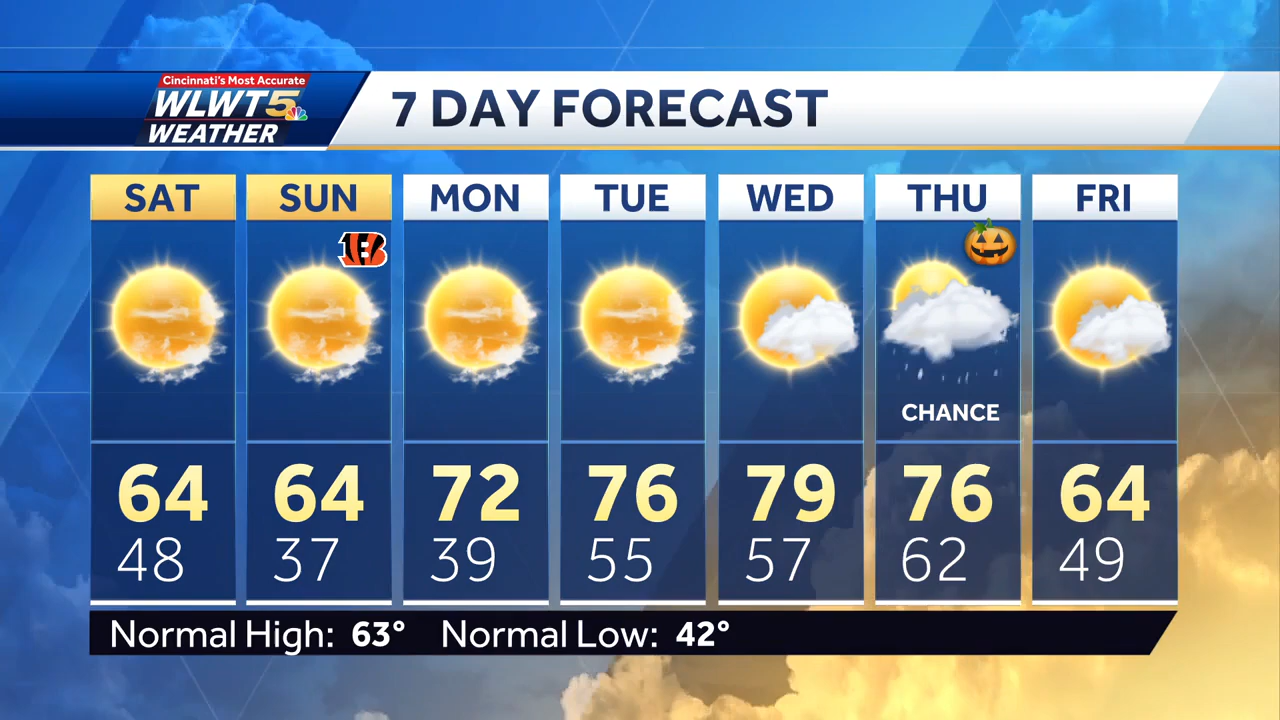 Cincinnati's Most Accurate
WLWT5
WEATHER
7 DAY FORECAST
SAT SUN MON TUE WED THU FRI
B
CHANCE
64 64 72 76 79 76 64
48 37 39 55 57 62 49
Normal High: 63° Normal Low: 42°